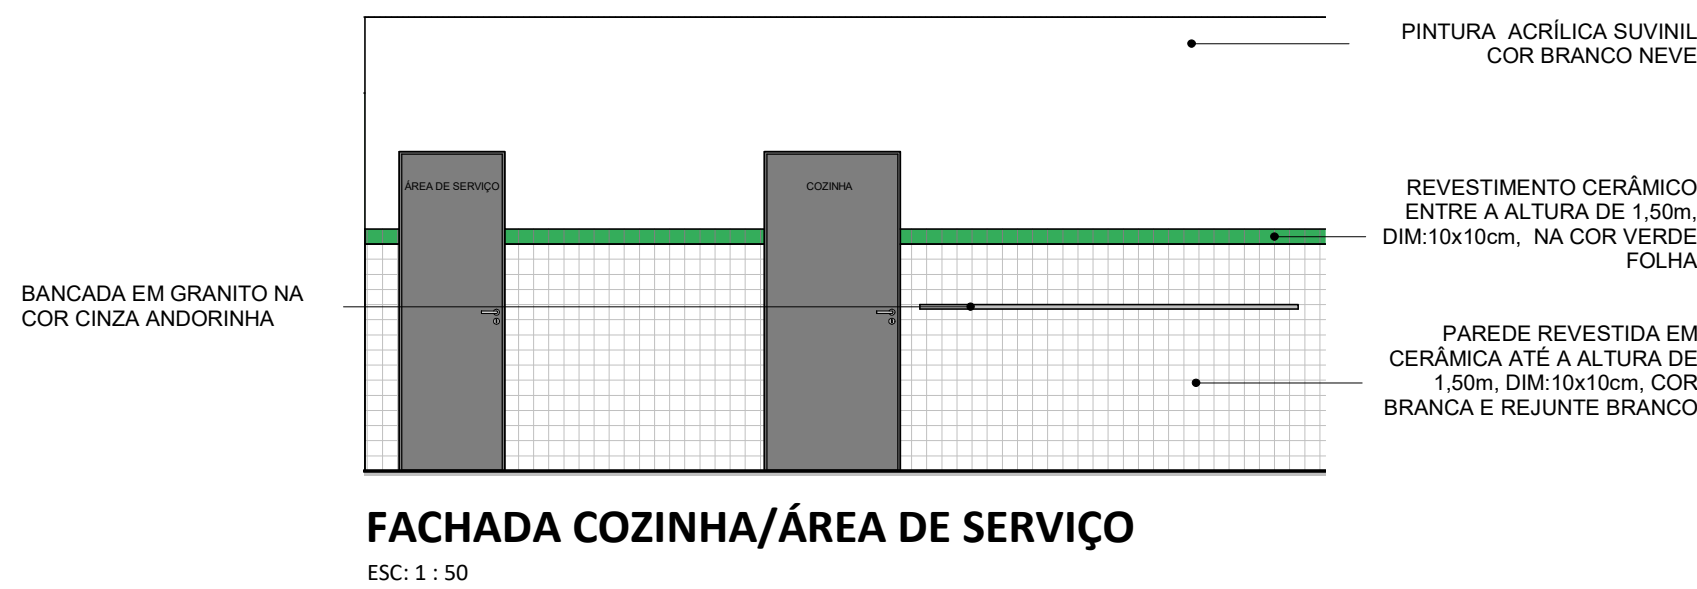 PINTURA  ACRÍLICA SUVINIL
COR BRANCO NEVE
ÁREA DE SERVIÇO
COZINHA
REVESTIMENTO CERÂMICO
ENTRE A ALTURA DE 1,50m,
DIM:10x10cm,  NA COR VERDE
FOLHA
BANCADA EM GRANITO NA
COR CINZA ANDORINHA
PAREDE REVESTIDA EM
CERÂMICA ATÉ A ALTURA DE
1,50m, DIM:10x10cm, COR
BRANCA E REJUNTE BRANCO
FACHADA COZINHA/ÁREA DE SERVIÇO
ESC: 1 : 50